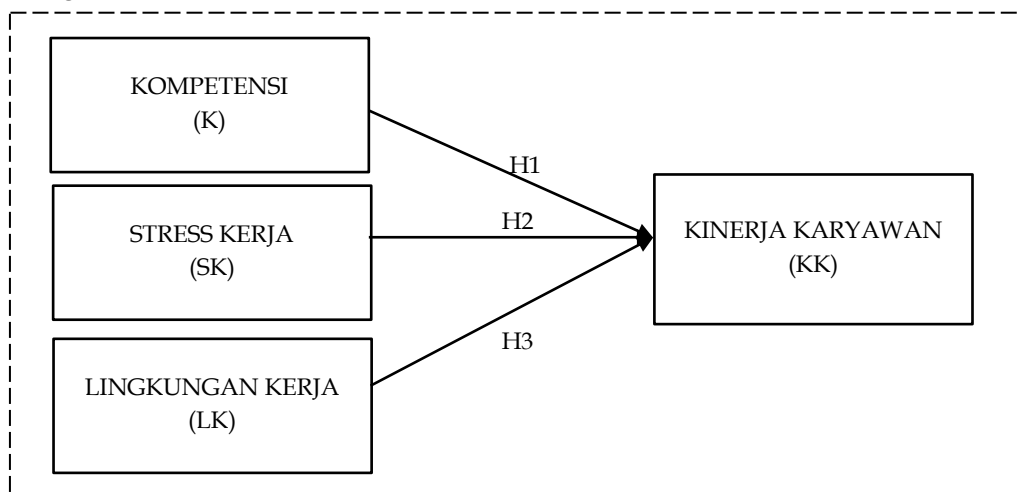 KOMPETENSI
(K)
H1
STRESS KERJA
(SK)
H2
KINERJA KARYAWAN
(KK)
H3
LINGKUNGAN KERJA
(LK)